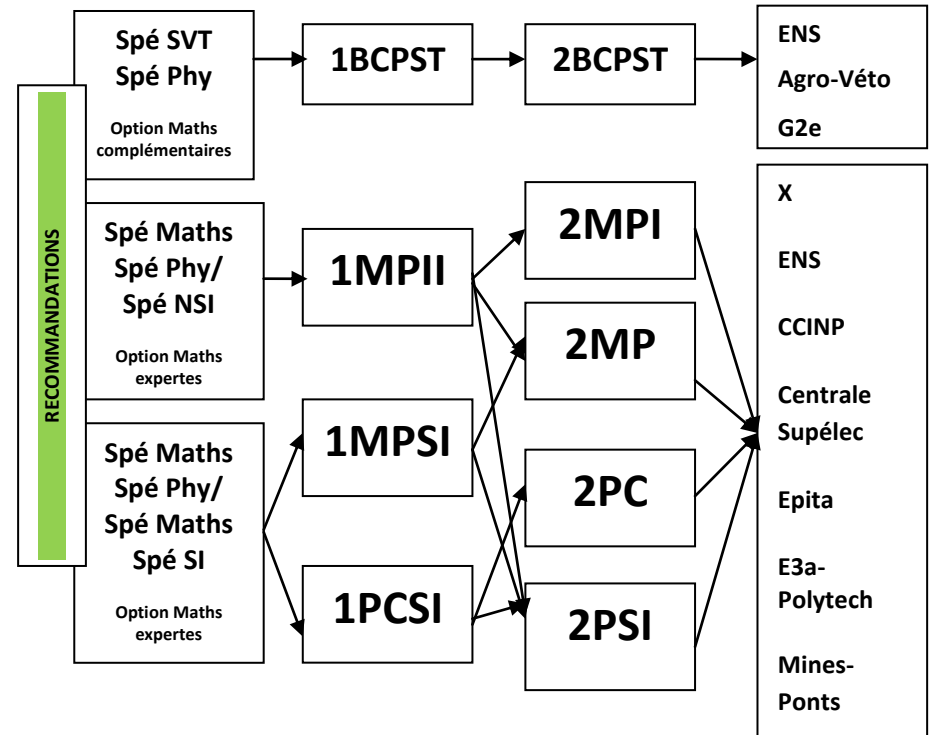 RECOMMANDATIONS
Spé SVT
Spé Phy
Option Maths
complémentaires
1BCPST
2BCPST
ENS
Agro-Véto
G2e
Spé Maths
Spé Phy/
Spé NSI
Option Maths
expertes
1MPII
2MPI
2MP
Spé Maths
Spé Phy/
Spé Maths
Spé SI
Option Maths
expertes
1MPSI
1PCSI
2PC
2PSI
X
ENS
CCINP
Centrale
Supélec
Epita
E3a-
Polytech
Mines-
Ponts